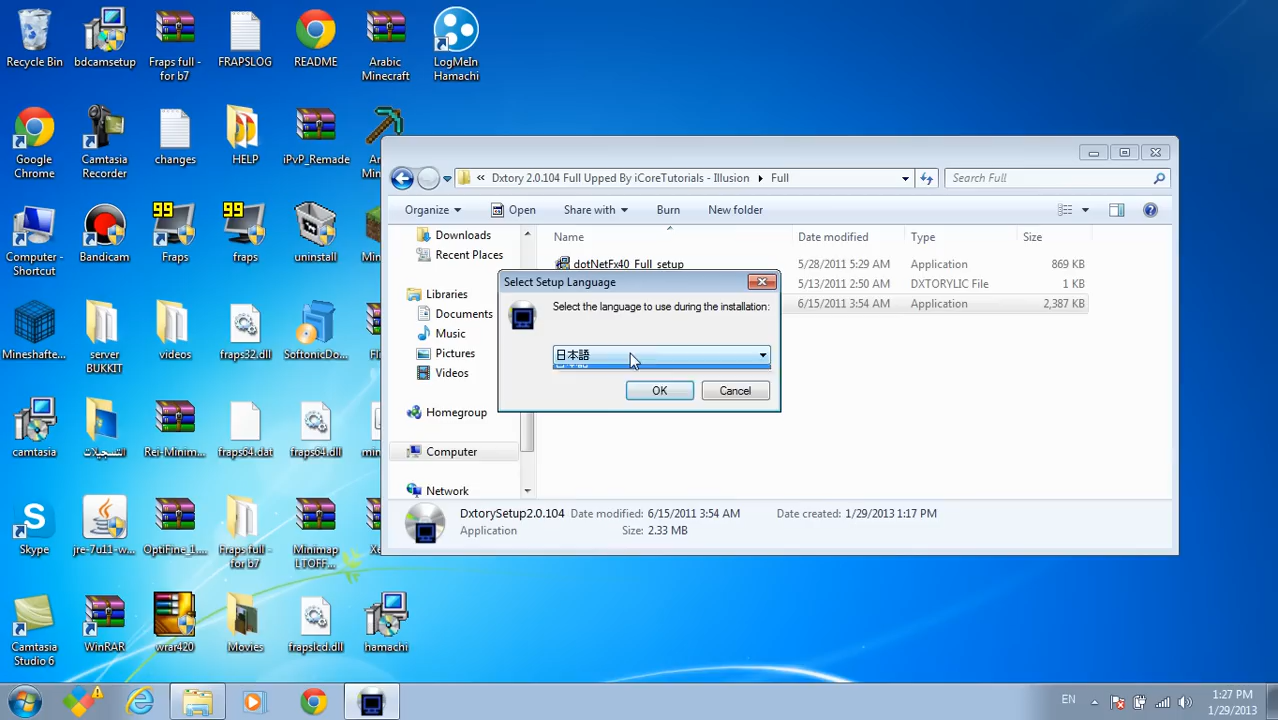 Recycle Bin
bdcamsetup
Fraps full -
for b7
FRAPSLOG
README
Arabic
Minecraft
LogMeIn
Hamachi
Google
Chrome
Camtasia
Recorder
changes
HELP
iPvP_Remade
Computer -
Shortcut
99
99
Bandicam
Fraps
fraps
uninstall
Mineshafte...
server
BUKKIT
videos
fraps32.dll
SoftonicDo...
camtasia
التسجيلات
Rei-Minim...
fraps64.dat
fraps64.dll
Skype
jre-7u11-w...
OptiFine_1....
Fraps full -
for b7
Minimap
LTOFF...
Camtasia
Studio 6
WinRAR
wrar420
Movies
frapslcd.dll
hamachi
« Dxtory 2.0.104 Full Upped By iCoreTutorials - Illusion
Full
Search Full
Organize
Open
Share with
Burn
New folder
Downloads
Recent Places
Libraries
Documents
Music
Pictures
Videos
Homegroup
Computer
Network
Name
Date modified
Type
Size
dotNetFx40_Full_setup
5/28/2011 5:29 AM
Application
869 KB
5/13/2011 2:50 AM
DXTORYLIC File
1 KB
6/15/2011 3:54 AM
Application
2,387 KB
Select Setup Language
Select the language to use during the installation:
日本語
OK
Cancel
DxtorySetup2.0.104
Date modified: 6/15/2011 3:54 AM
Date created: 1/29/2013 1:17 PM
Application
Size: 2.33 MB
EN
1:27 PM
1/29/2013